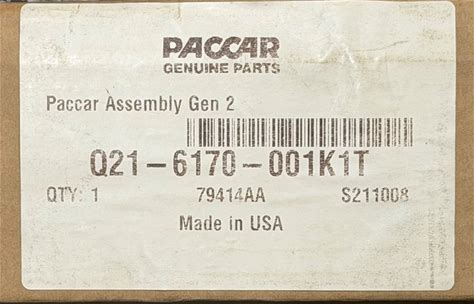 PACCAR
GENUINE PARTS
Paccar Assembly Gen 2
Q21-6170-001K1T
QTY: 1 79414AA S211008
Made in USA